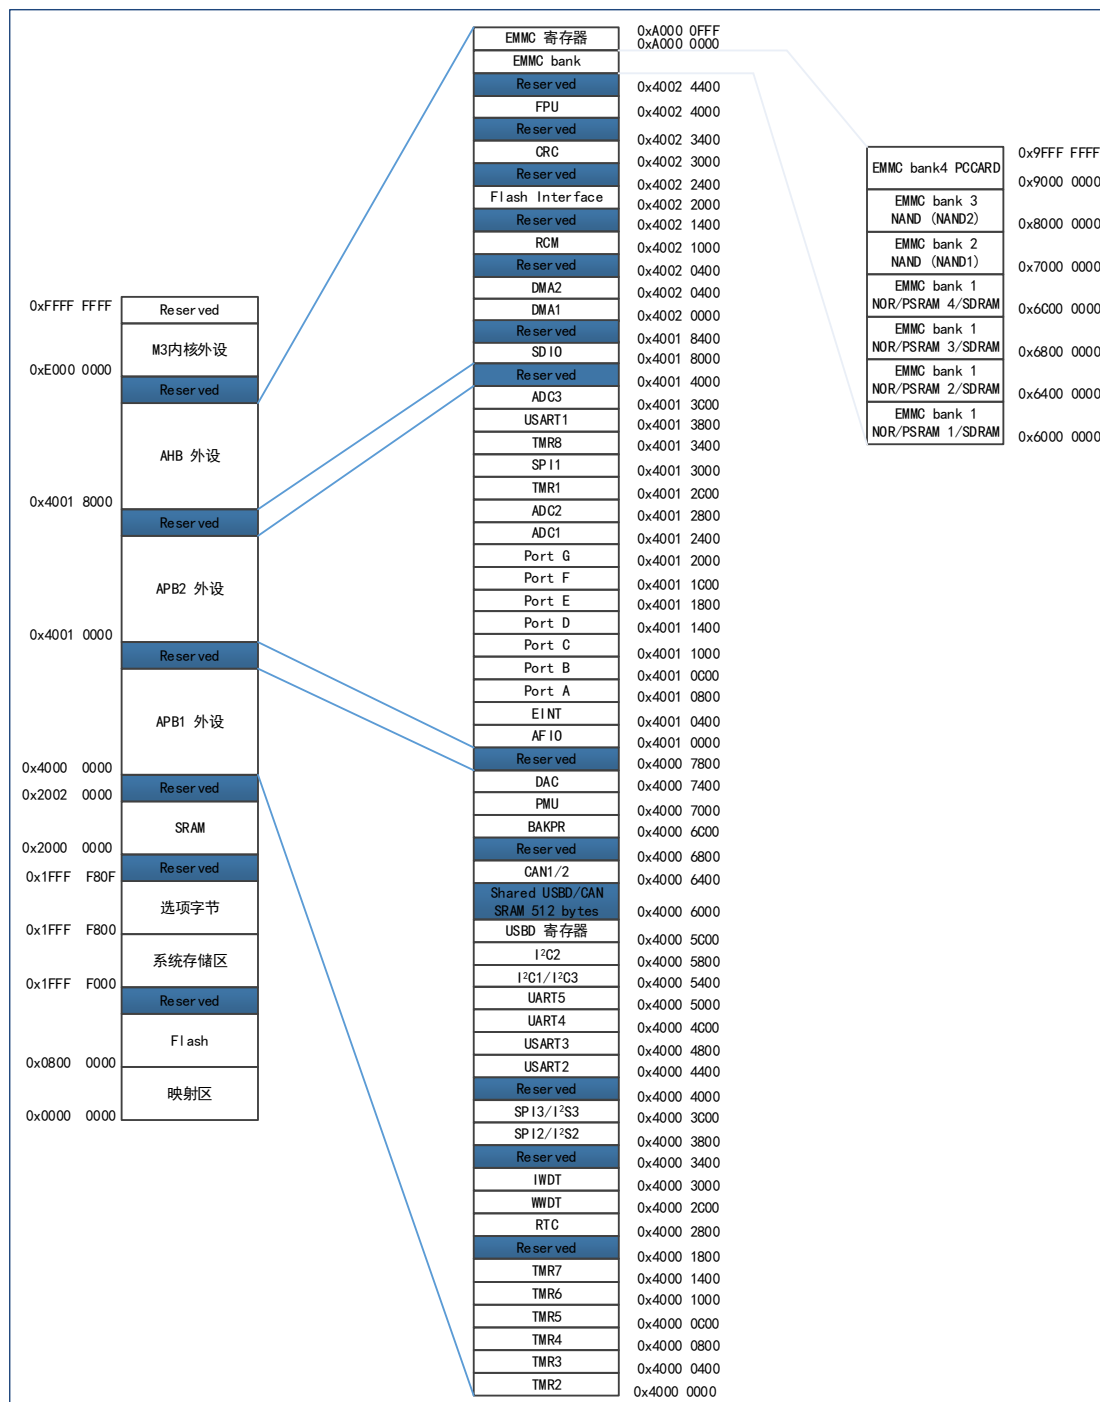 0xFFFF FFFF
Reserved
M3内核外设
0xE000 0000
Reserved
AHB 外设
0x4001 8000
Reserved
APB2 外设
0x4001 0000
Reserved
APB1 外设
0x4000 0000
Reserved
0x2002 0000
SRAM
0x2000 0000
Reserved
0x1FFF F80F
选项字节
0x1FFF F800
系统存储区
0x1FFF F000
Reserved
Flash
0x0800 0000
映射区
0x0000 0000
EMMC 寄存器
0xA000 0FFF
0xA000 0000
EMMC bank
Reserved
0x4002 4400
FPU
0x4002 4000
Reserved
0x4002 3400
CRC
0x4002 3000
Reserved
0x4002 2400
Flash Interface
0x4002 2000
Reserved
0x4002 1400
RCM
0x4002 1000
Reserved
0x4002 0400
DMA2
0x4002 0400
DMA1
0x4002 0000
Reserved
0x4001 8400
SDIO
0x4001 8000
Reserved
0x4001 4000
ADC3
0x4001 3C00
USART1
0x4001 3800
TMR8
0x4001 3400
SPI1
0x4001 3000
TMR1
0x4001 2C00
ADC2
0x4001 2800
ADC1
0x4001 2400
Port G
0x4001 2000
Port F
0x4001 1C00
Port E
0x4001 1800
Port D
0x4001 1400
Port C
0x4001 1000
Port B
0x4001 0C00
Port A
0x4001 0800
EINT
0x4001 0400
AFIO
0x4001 0000
Reserved
0x4000 7800
DAC
0x4000 7400
PMU
0x4000 7000
BAKPR
0x4000 6C00
Reserved
0x4000 6800
CAN1/2
0x4000 6400
Shared USBD/CAN
SRAM 512 bytes
0x4000 6000
USBD 寄存器
0x4000 5C00
I²C2
0x4000 5800
I²C1/I²C3
0x4000 5400
UART5
0x4000 5000
UART4
0x4000 4C00
USART3
0x4000 4800
USART2
0x4000 4400
Reserved
0x4000 4000
SPI3/I²S3
0x4000 3C00
SPI2/I²S2
0x4000 3800
Reserved
0x4000 3400
IWDT
0x4000 3000
WWDT
0x4000 2C00
RTC
0x4000 2800
Reserved
0x4000 1800
TMR7
0x4000 1400
TMR6
0x4000 1000
TMR5
0x4000 0C00
TMR4
0x4000 0800
TMR3
0x4000 0400
TMR2
0x4000 0000
0x9FFF FFFF
EMMC bank4 PCCARD
0x9000 0000
EMMC bank 3
NAND (NAND2)
0x8000 0000
EMMC bank 2
NAND (NAND1)
0x7000 0000
EMMC bank 1
NOR/PSRAM 4/SDRAM
0x6C00 0000
EMMC bank 1
NOR/PSRAM 3/SDRAM
0x6800 0000
EMMC bank 1
NOR/PSRAM 2/SDRAM
0x6400 0000
EMMC bank 1
NOR/PSRAM 1/SDRAM
0x6000 0000